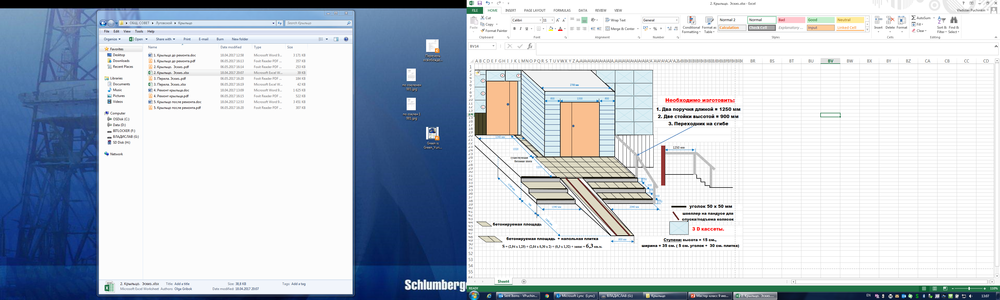 ОБЩ. СОВЕТ
Луговской
Крыльцо
Search Крыльцо
File Edit View Tools Help
Organize
Open
Share with
Print
E-mail
Burn
New folder
Name Date modified Type Size
Favorites
Desktop
Downloads
Recent Places
Libraries
Documents
Music
Pictures
Videos
Computer
OSDisk (C:)
Data (D:)
BITLOCKER (F:)
ВЛАДИСЛАВ (G:)
SD Disk (H:)
Network
1. Крыльцо до ремонта.doc 18.04.2017 12:58 Microsoft Word 9... 3 171 KB
1. Крыльцо до ремонта.pdf 06.05.2017 16:13 Foxit Reader PDF ... 357 KB
2. Крыльцо. Эскиз..pdf 06.05.2017 16:14 Foxit Reader PDF ... 253 KB
2. Крыльцо. Эскиз..xlsx 18.04.2017 20:07 Microsoft Excel W... 39 KB
3. Перила. Эскиз..pdf 06.05.2017 16:20 Foxit Reader PDF ... 184 KB
3. Перила. Эскиз..xlsx 06.05.2017 16:19 Microsoft Excel W... 42 KB
4. Ремонт крыльца.doc 18.04.2017 13:09 Microsoft Word 9... 1 625 KB
4. Ремонт крыльца.pdf 06.05.2017 16:15 Foxit Reader PDF ... 522 KB
5. Крыльцо после ремонта.doc 18.04.2017 12:53 Microsoft Word 9... 3 451 KB
5. Крыльцо после ремонта.pdf 06.05.2017 16:20 Foxit Reader PDF ... 307 KB
2. Крыльцо. Эскиз..xlsx Title: Add a title Size: 38,8 KB Tags: Add a tag
Microsoft Excel Worksheet Authors: Olga Gribok Date modified: 18.04.2017 20:07
Перечень
освобожде...
по озеленен
001.jpg
по озелен 1
001.jpg
Green is
Green_Yuri...
Schlumberge
2. Крыльцо. Эскиз..xlsx - Excel
Vladislav Puchinkin
FILE HOME INSERT PAGE LAYOUT FORMULAS DATA REVIEW VIEW
Paste
Cut
Copy
Format Painter
Clipboard
Calibri 11
B I U
Font
Wrap Text
Merge & Center
Alignment
General
Number
Conditional
Formatting
Format as
Table
Normal 2 Normal Bad Good Neutral
Calculation Check Cell Explanatory ... Input Linked Cell
Styles
Insert Delete Format
Cells
AutoSum
Fill
Clear
Sort &
Filter
Find &
Select
Editing
BV14
BR BS BT BU BV BW BX BY BZ CA CB CC CD
2700 мм
600 1500 600
Необходимо изготовить:
1. Два поручня длиной = 1250 мм
2. Две стойки высотой = 900 мм
3. Переходник на сгибе
1540 мм
1320
существующая
бетонная плита
1250
1250 мм
1250 мм
150
350
350
150
700
1540 мм
2040 мм
900 мм
уголок 50 х 50 мм
швеллер на пандусе для
спуска/подъема колясок
3 D кассеты.
бетонируемая площадь
бетонируемая площадь + напольная плитка
S = (2,94 х 1,25) + (2,04 х 0,30 х 2) + (0,3 х 1,32) + запас = 6,3 кв.м.
Ступени: высота = 15 см.,
ширина = 35 см. ( 5 см. уголок + 30 см. плитка)
Sheet4
READY
110%
Sent Items - VPuchin...
Microsoft Lync (Lync)
ВЛАДИСЛАВ (G:)
Крыльцо
Мастер-класс 9 ию...
2. Крыльцо. Эскиз.....
EN
13:07